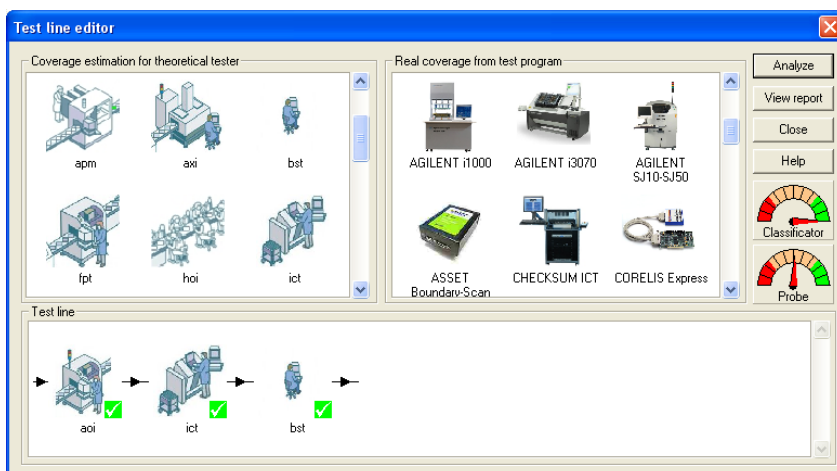 Test line editor
Coverage estimation for theoretical tester
apm
axi
bst
fpt
hoi
ict
Real coverage from test program
AGILENT i1000
AGILENT i3070
AGILENT
SJ10-SJ50
ASSET
Boundary-Scan
CHECKSUM ICT
CORELIS Express
Analyze
View report
Close
Help
Classificator
Probe
Test line
aoi
ict
bst